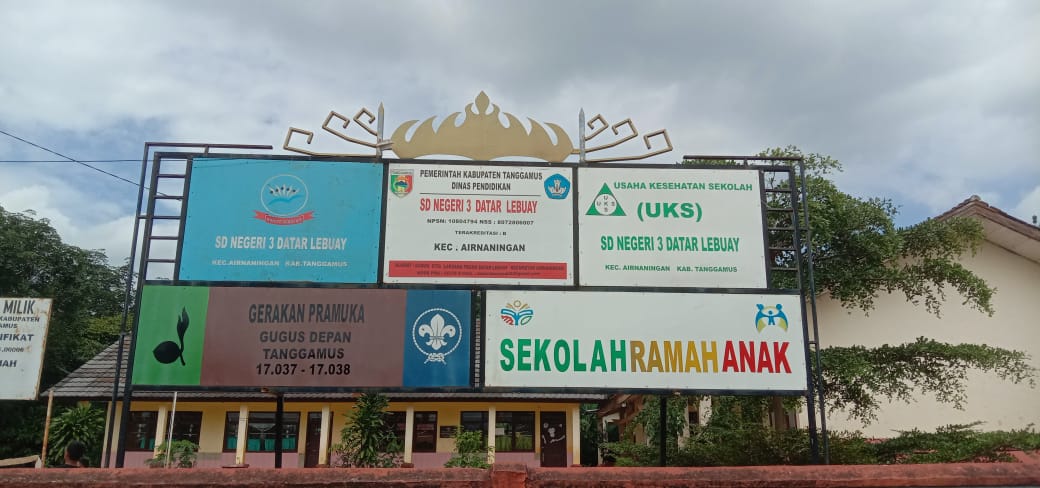 SD NEGERI 3 DATAR LEBUAY
KEC.AIRNANINGAN KAB.TANGGAMUS
PEMERINTAH KABUPATEN TANGGAMUS
DINAS PENDIDIKAN
SD NEGERI 3 DATAR LEBUAY
TERAKREDITASI : B
KEC . AIRNANINGAN
USAHA KESEHATAN SEKOLAH
(UKS)
UKS
SD NEGERI 3 DATAR LEBUAY
KEC. AIRNANINGAN KAB. TANGGAMUS
GERAKAN PRAMUKA
GUGUS DEPAN
TANGGAMUS
17.037 - 17.038
SEKOLAH RAMAH ANAK
MILIK
KABUPATEN